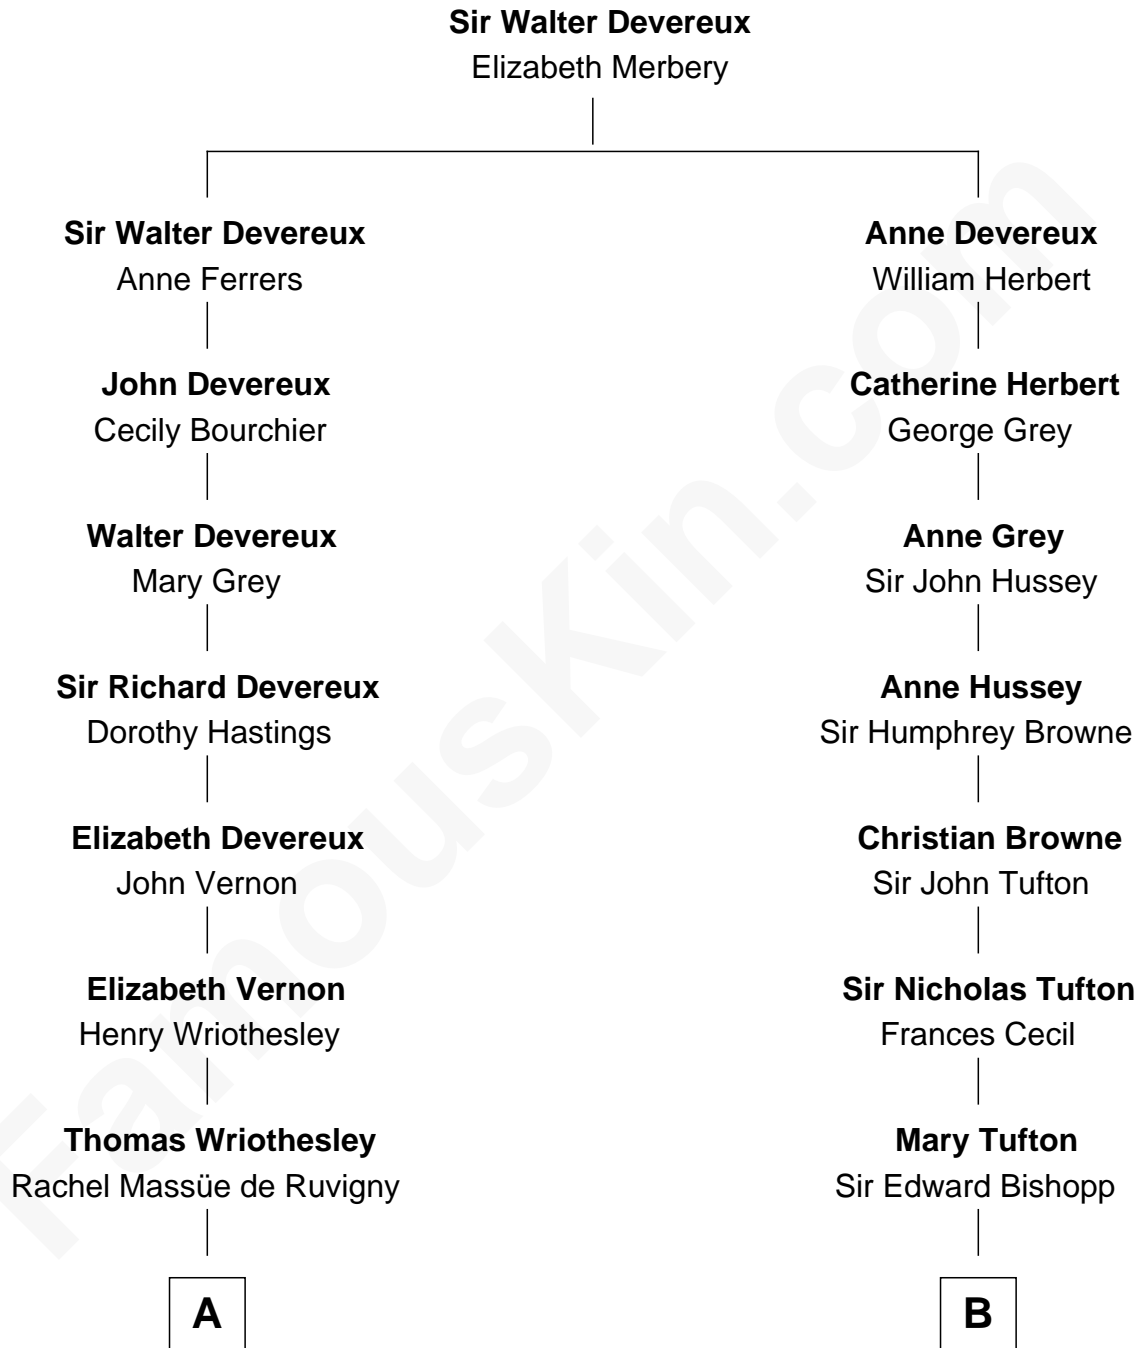 Sir Walter Devereux
Elizabeth Merbery
Sir Walter Devereux
Anne Ferrers
John Devereux
Cecily Bourchier
Walter Devereux
Mary Grey
Sir Richard Devereux
Dorothy Hastings
Elizabeth Devereux
John Vernon
Elizabeth Vernon
Henry Wriothesley
Thomas Wriothesley
Rachel Massüe de Ruvigny
A
Anne Devereux
William Herbert
Catherine Herbert
George Grey
Anne Grey
Sir John Hussey
Anne Hussey
Sir Humphrey Browne
Christian Browne
Sir John Tufton
Sir Nicholas Tufton
Frances Cecil
Mary Tufton
Sir Edward Bishopp
B
FamousKin.com